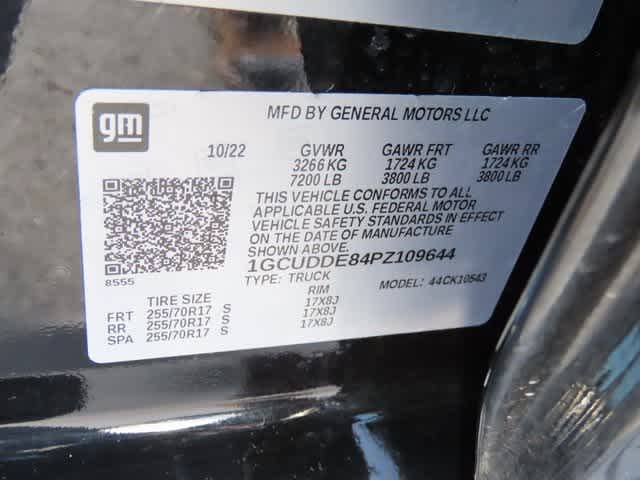 gm
MFD BY GENERAL MOTORS LLC
10/22 GVWR GAWR FRT GAWR RR
3266 KG 1724 KG 1724 KG
7200 LB 3800 LB 3800 LB
THIS VEHICLE CONFORMS TO ALL
APPLICABLE U.S. FEDERAL MOTOR
VEHICLE SAFETY STANDARDS IN EFFECT
ON THE DATE OF MANUFACTURE
SHOWN ABOVE.
1GCUDDE84PZ109644
TYPE: TRUCK MODEL: 44CK10543
8555
TIRE SIZE RIM
FRT 255/70R17 S 17X8J
RR 255/70R17 S 17X8J
SPA 255/70R17 S 17X8J